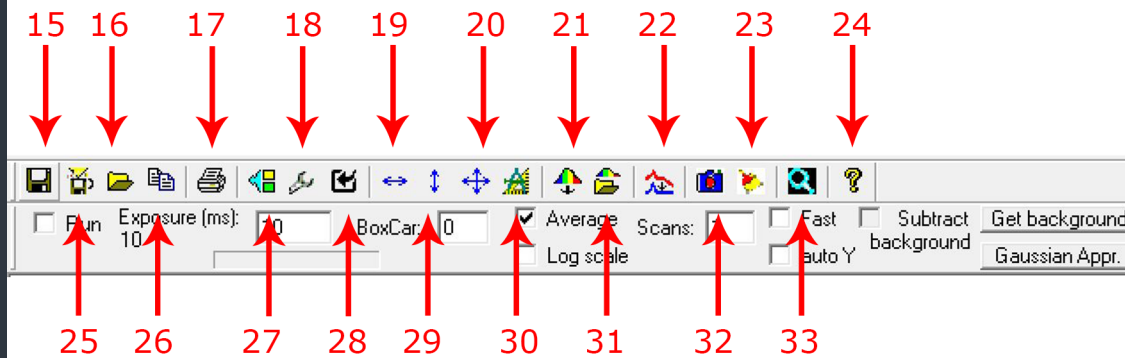 15 16 17 18 19 20 21 22 23 24
Run Exposure (ms): BoxCar: 0 Average Scans: Fast Subtract background Get background
10
Log scale auto Y Gaussian Appr.
25 26 27 28 29 30 31 32 33